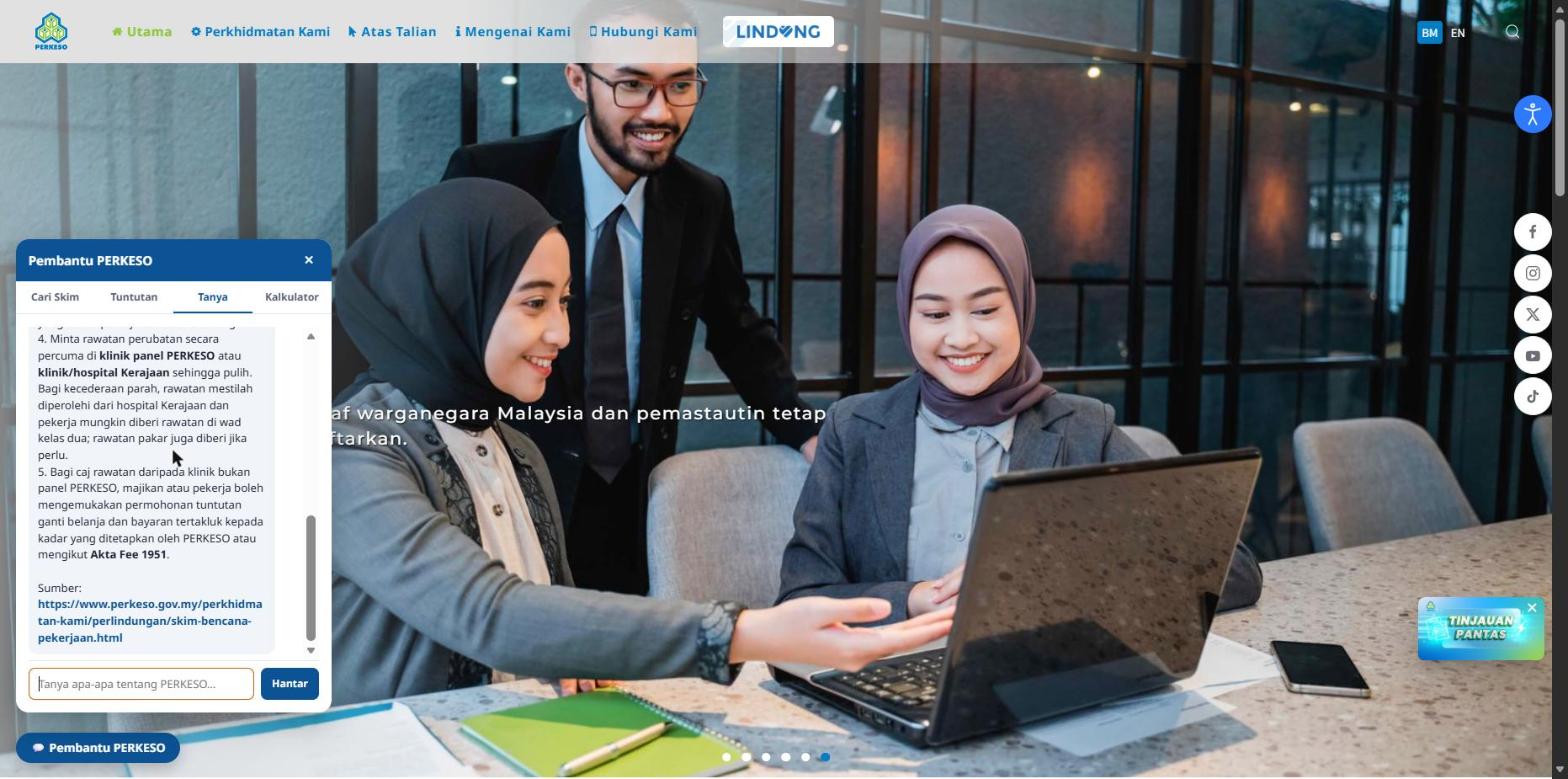 PERKESO
Utama
Perkhidmatan Kami
Atas Talian
Mengenai Kami
Hubungi Kami
LINDUNG
BM
EN
af warganegara Malaysia dan pemastautin tetap
ftarkan.
Pembantu PERKESO
×
Cari Skim
Tuntutan
Tanya
Kalkulator
4. Minta rawatan perubatan secara
percuma di klinik panel PERKESO atau
klinik/hospital Kerajaan sehingga pulih.
Bagi kecederaan parah, rawatan mestilah
diperolehi dari hospital Kerajaan dan
pekerja mungkin diberi rawatan di wad
kelas dua; rawatan pakar juga diberi jika
perlu.
5. Bagi caj rawatan daripada klinik bukan
panel PERKESO, majikan atau pekerja boleh
mengemukakan permohonan tuntutan
ganti belanja dan bayaran tertakluk kepada
kadar yang ditetapkan oleh PERKESO atau
mengikut Akta Fee 1951.
Sumber:
https://www.perkeso.gov.my/perkhidma
tan-kami/perlindungan/skim-bencana-
pekerjaan.html
Tanya apa-apa tentang PERKESO...
Hantar
Pembantu PERKESO
TINJAUAN
PANTAS